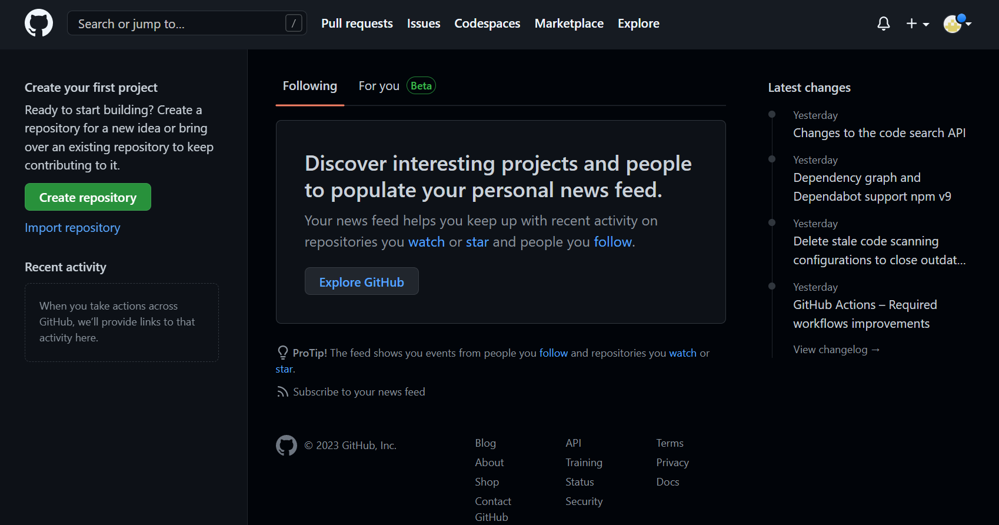 Search or jump to...
/
Pull requests
Issues
Codespaces
Marketplace
Explore
Create your first project
Ready to start building? Create a
repository for a new idea or bring
over an existing repository to keep
contributing to it.
Create repository
Import repository
Recent activity
When you take actions across
GitHub, we’ll provide links to that
activity here.
Following
For you
Beta
Discover interesting projects and people
to populate your personal news feed.
Your news feed helps you keep up with recent activity on
repositories you watch or star and people you follow.
Explore GitHub
ProTip! The feed shows you events from people you follow and repositories you watch or
star.
Subscribe to your news feed
© 2023 GitHub, Inc.
Blog
About
Shop
Contact
GitHub
API
Training
Status
Security
Terms
Privacy
Docs
Latest changes
Yesterday
Changes to the code search API
Yesterday
Dependency graph and
Dependabot support npm v9
Yesterday
Delete stale code scanning
configurations to close outdat...
Yesterday
GitHub Actions – Required
workflows improvements
View changelog →